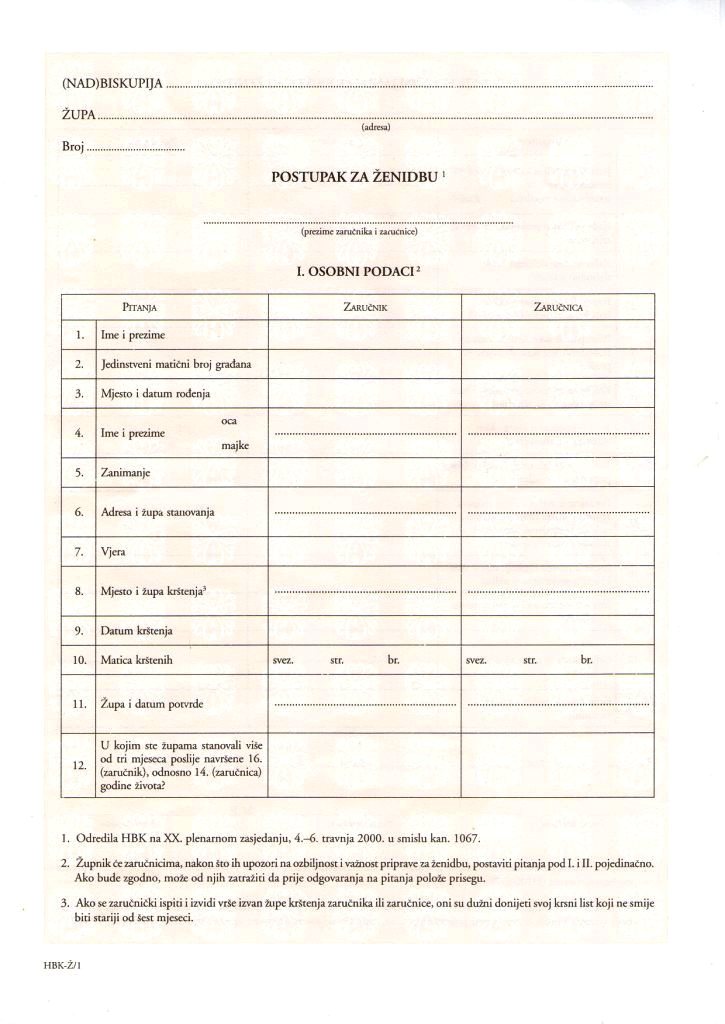 (NAD)BISKUPIJA
ŽUPA
(adresa)
Broj
POSTUPAK ZA ŽENIDBU 1
(prezime zaručnika i zaručnice)
I. OSOBNI PODACI 2
PITANJA ZARUČNIK ZARUČNICA
1. Ime i prezime
2. Jedinstveni matični broj građana
3. Mjesto i datum rođenja
4. Ime i prezime oca
majke
5. Zanimanje
6. Adresa i župa stanovanja
7. Vjera
8. Mjesto i župa krštenja3
9. Datum krštenja
10. Matica krštenih svez. str. br. svez. str. br.
11. Župa i datum potvrde
12. U kojim ste župama stanovali više
od tri mjeseca poslije navršene 16.
(zaručnik), odnosno 14. (zaručnica)
godine života?
1. Odredila HBK na XX. plenarnom zasjedanju, 4.–6. travnja 2000. u smislu kan. 1067.
2. Župnik će zaručnicima, nakon što ih upozori na ozbiljnost i važnost priprave za ženidbu, postaviti pitanja pod I. i II. pojedinačno.
Ako bude zgodno, može od njih zatražiti da prije odgovaranja na pitanja polože prisegu.
3. Ako se zaručnički ispiti i izvidi vrše izvan župe krštenja zaručnika ili zaručnice, oni su dužni donijeti svoj krsni list koji ne smije
biti stariji od šest mjeseci.
HBK-Ž/1